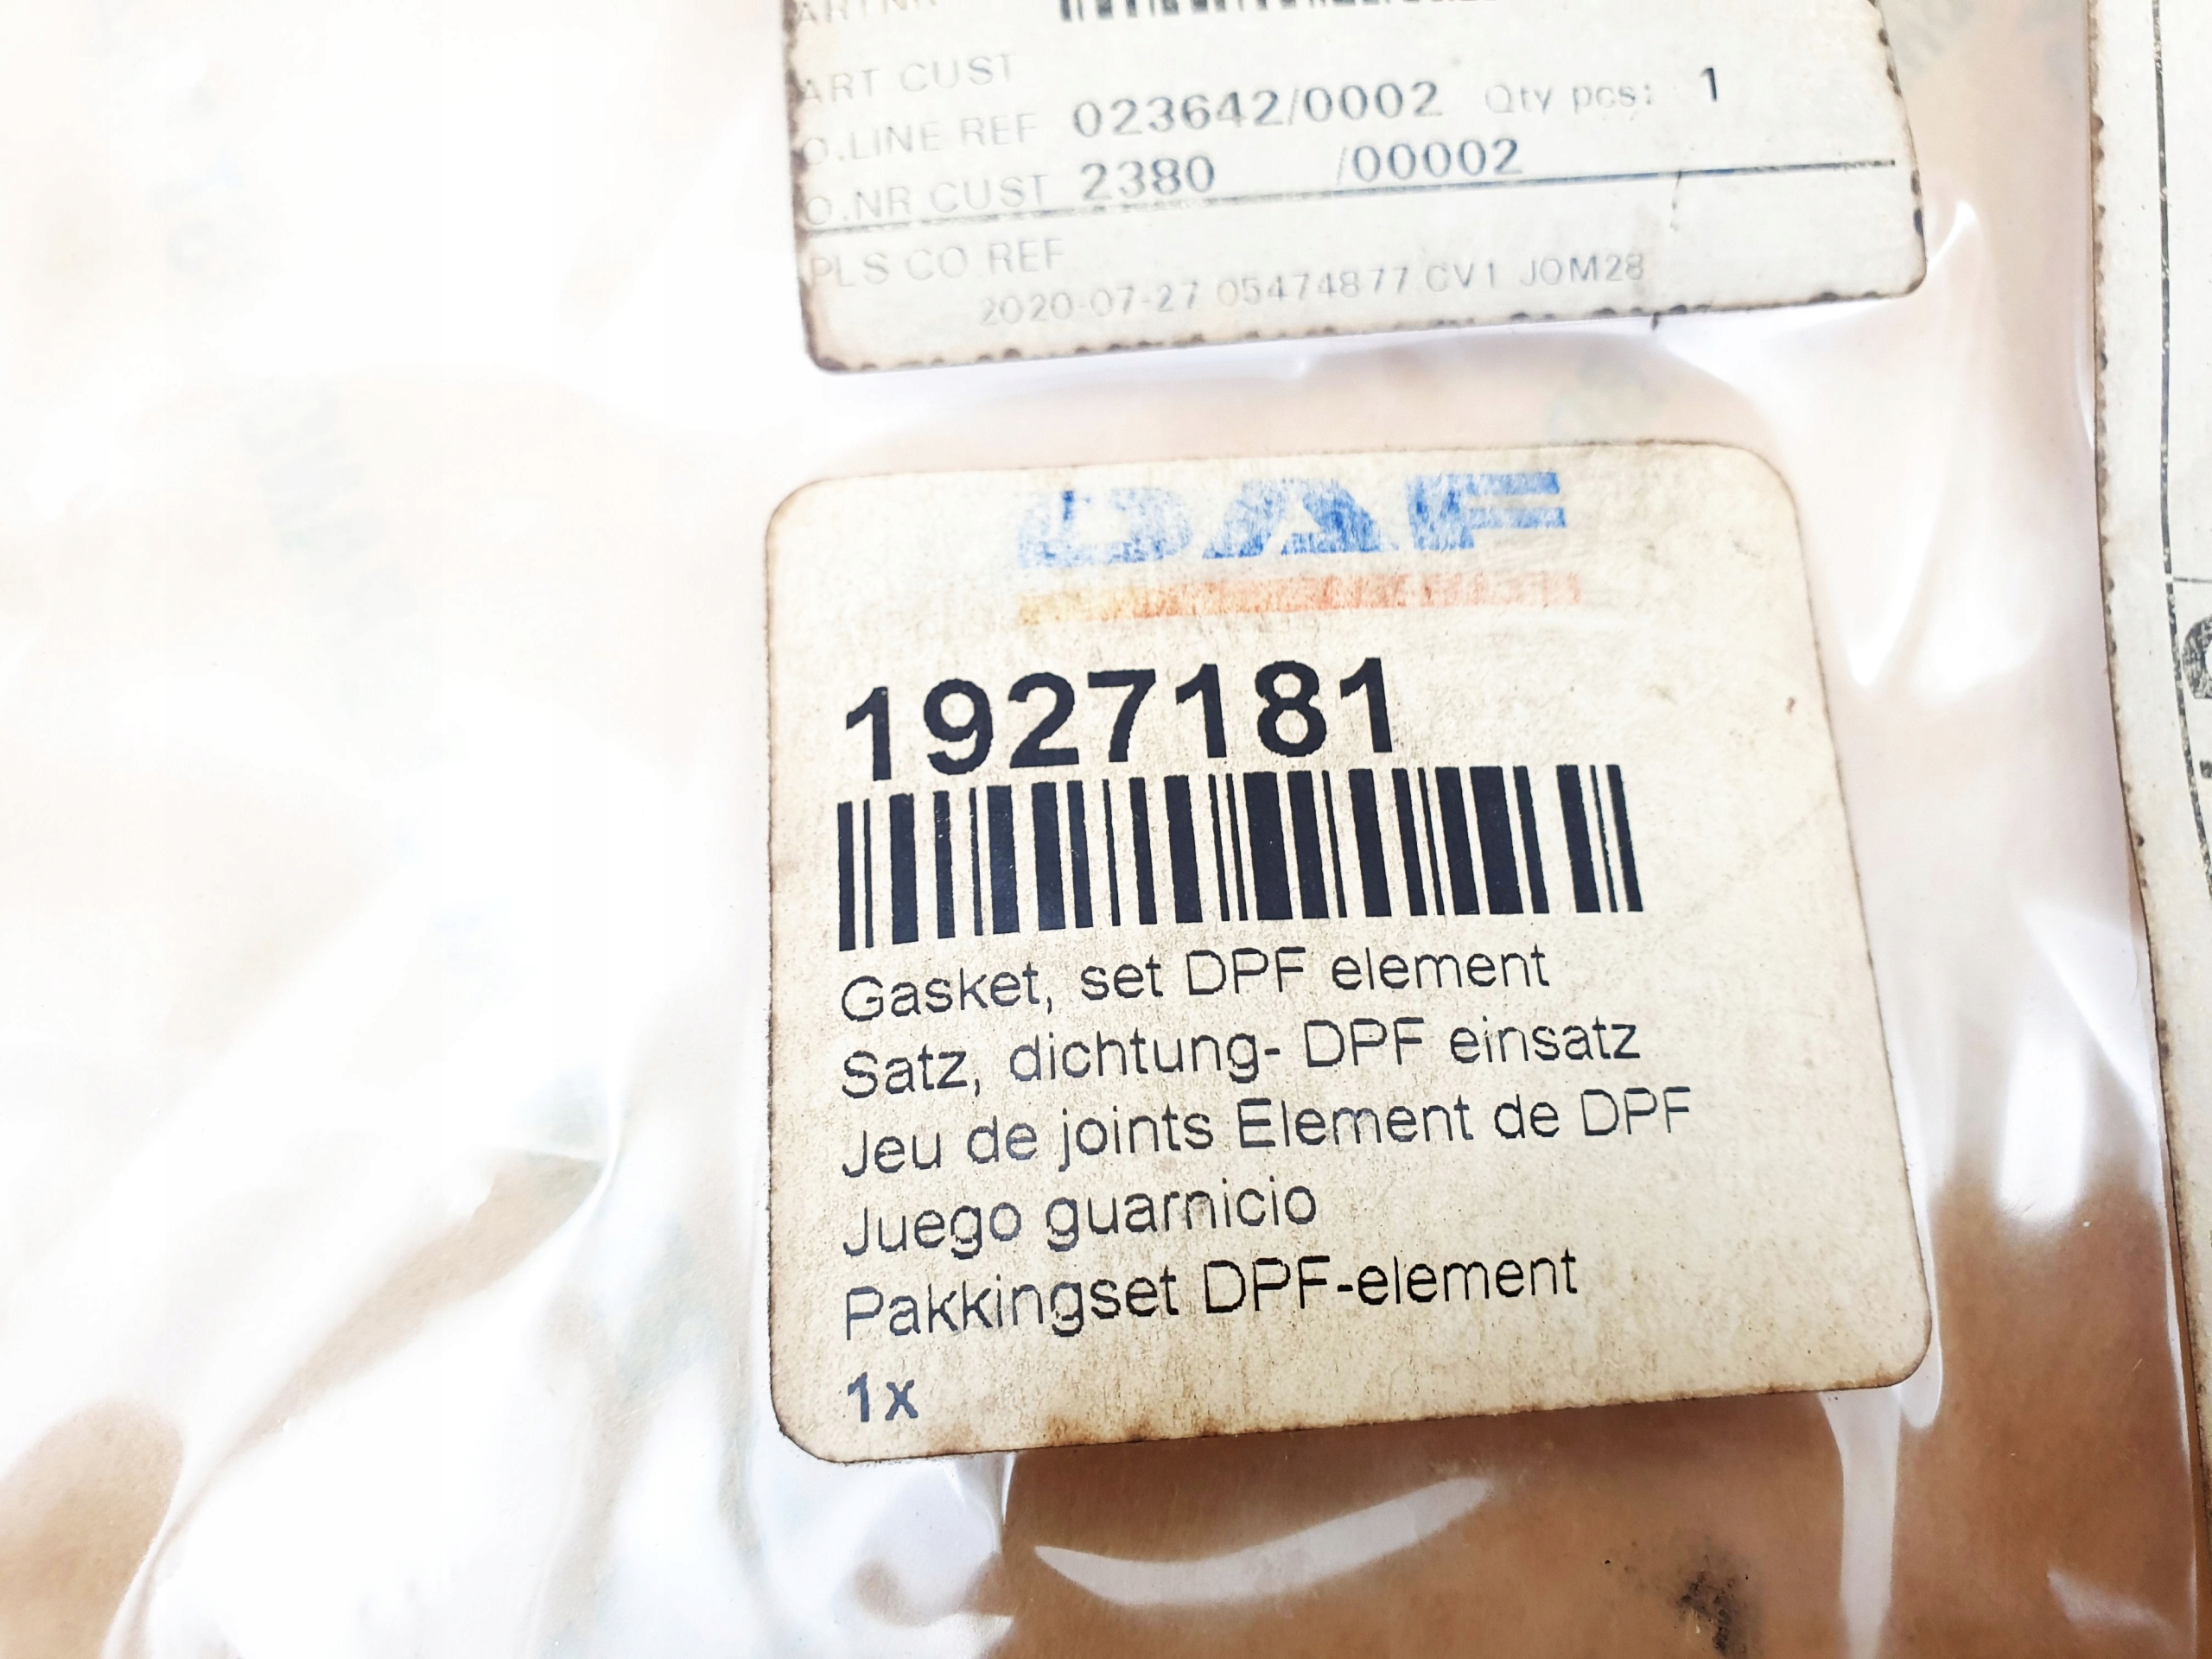 ART CUST
O.LINE REF 023642/0002 Qty pcs: 1
O.NR CUST 2380 /00002
PLS CO REF
2020-07-27 05474877 CV1 JOM28
DAF
1927181
Gasket, set DPF element
Satz, dichtung- DPF einsatz
Jeu de joints Element de DPF
Juego guarnicio
Pakkingset DPF-element
1x